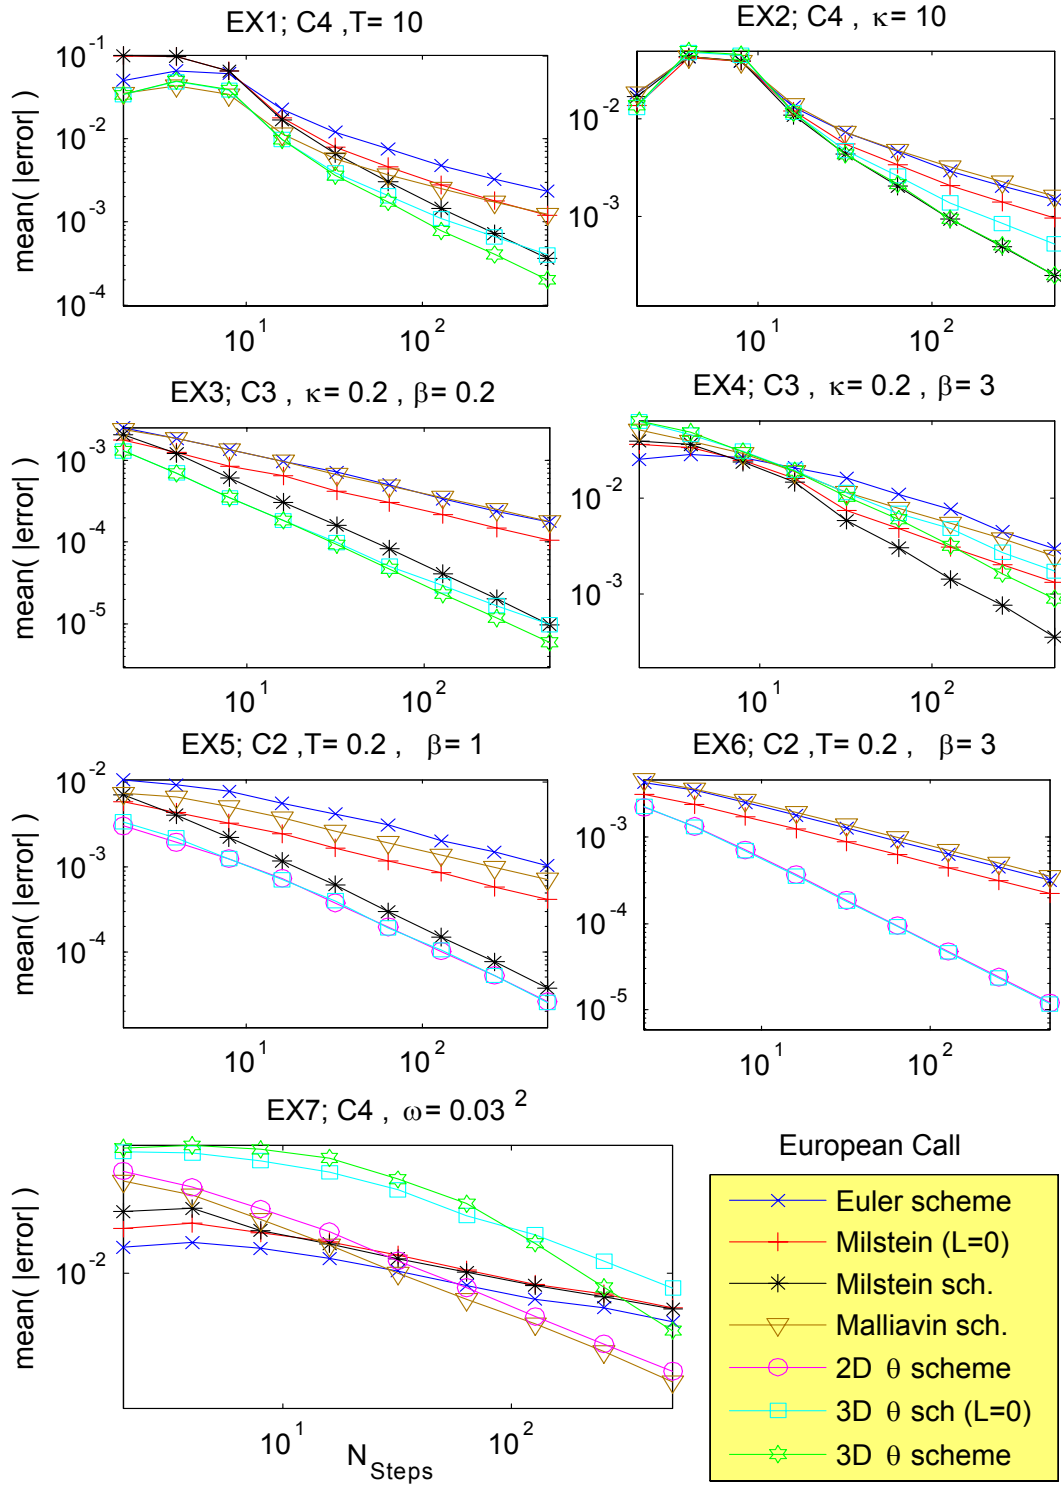 EX1; C4 ,T= 10
EX2; C4 , κ= 10
mean( |error| )
10^-1
10^-2
10^-3
10^-4
10^1
10^2
10^-2
10^-3
10^1
10^2
EX3; C3 , κ= 0.2 , β= 0.2
EX4; C3 , κ= 0.2 , β= 3
mean( |error| )
10^-3
10^-4
10^-5
10^1
10^2
10^-2
10^-3
10^1
10^2
EX5; C2 ,T= 0.2 , β= 1
EX6; C2 ,T= 0.2 , β= 3
mean( |error| )
10^-2
10^-3
10^-4
10^1
10^2
10^-3
10^-4
10^-5
10^1
10^2
EX7; C4 , ω= 0.03 ^2
mean( |error| )
10^-2
10^1
10^2
N_Steps
European Call
Euler scheme
Milstein (L=0)
Milstein sch.
Malliavin sch.
2D θ scheme
3D θ sch (L=0)
3D θ scheme